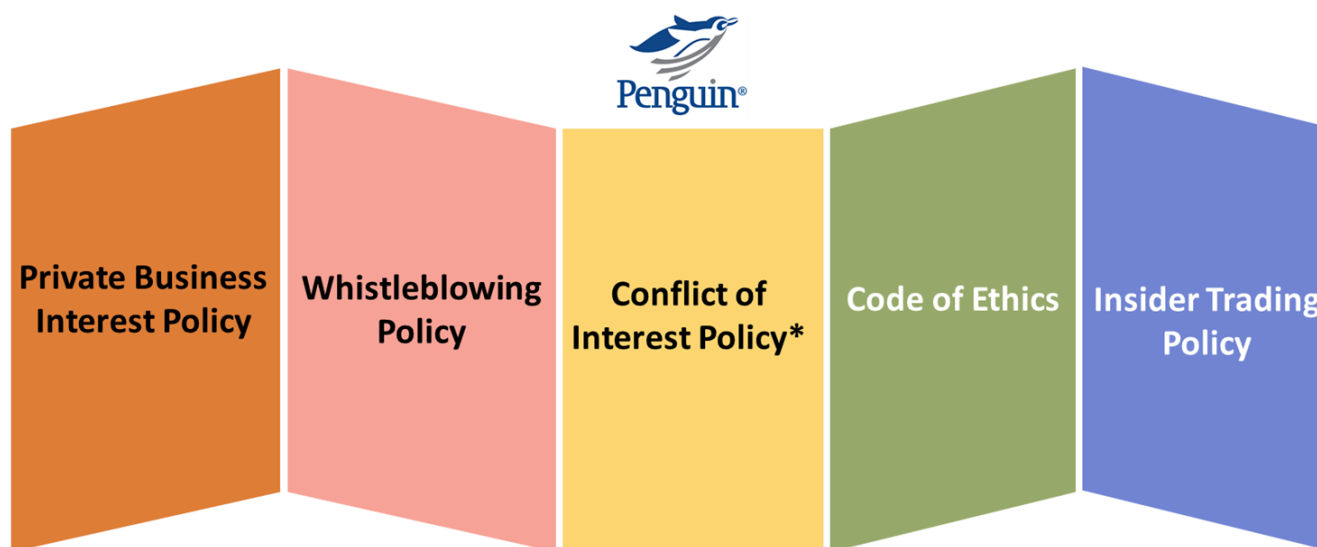 Penguin®
Private Business
Interest Policy
Whistleblowing
Policy
Conflict of
Interest Policy*
Code of Ethics
Insider Trading
Policy